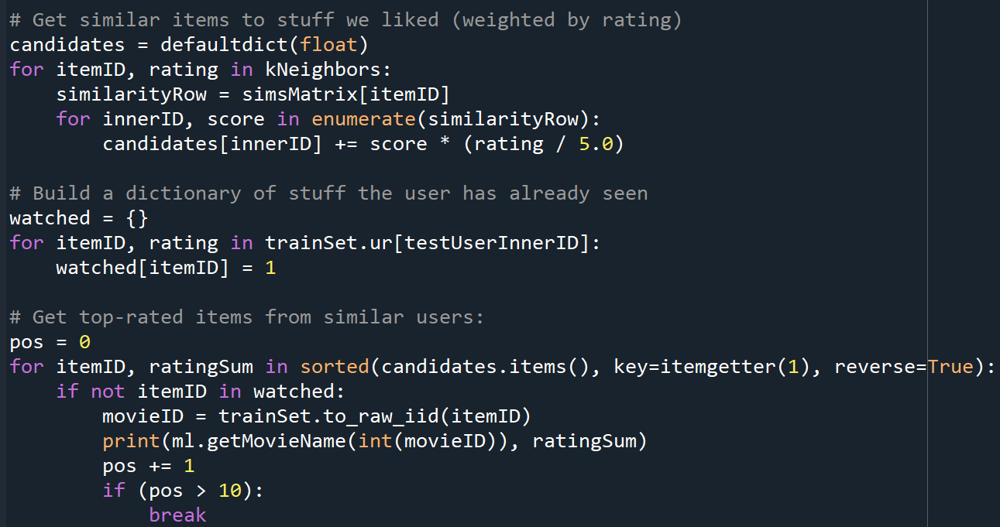 # Get similar items to stuff we liked (weighted by rating)
candidates = defaultdict(float)
for itemID, rating in kNeighbors:
    similarityRow = simsMatrix[itemID]
    for innerID, score in enumerate(similarityRow):
        candidates[innerID] += score * (rating / 5.0)

# Build a dictionary of stuff the user has already seen
watched = {}
for itemID, rating in trainSet.ur[testUserInnerID]:
    watched[itemID] = 1

# Get top-rated items from similar users:
pos = 0
for itemID, ratingSum in sorted(candidates.items(), key=itemgetter(1), reverse=True):
    if not itemID in watched:
        movieID = trainSet.to_raw_iid(itemID)
        print(ml.getMovieName(int(movieID)), ratingSum)
        pos += 1
        if (pos > 10):
            break